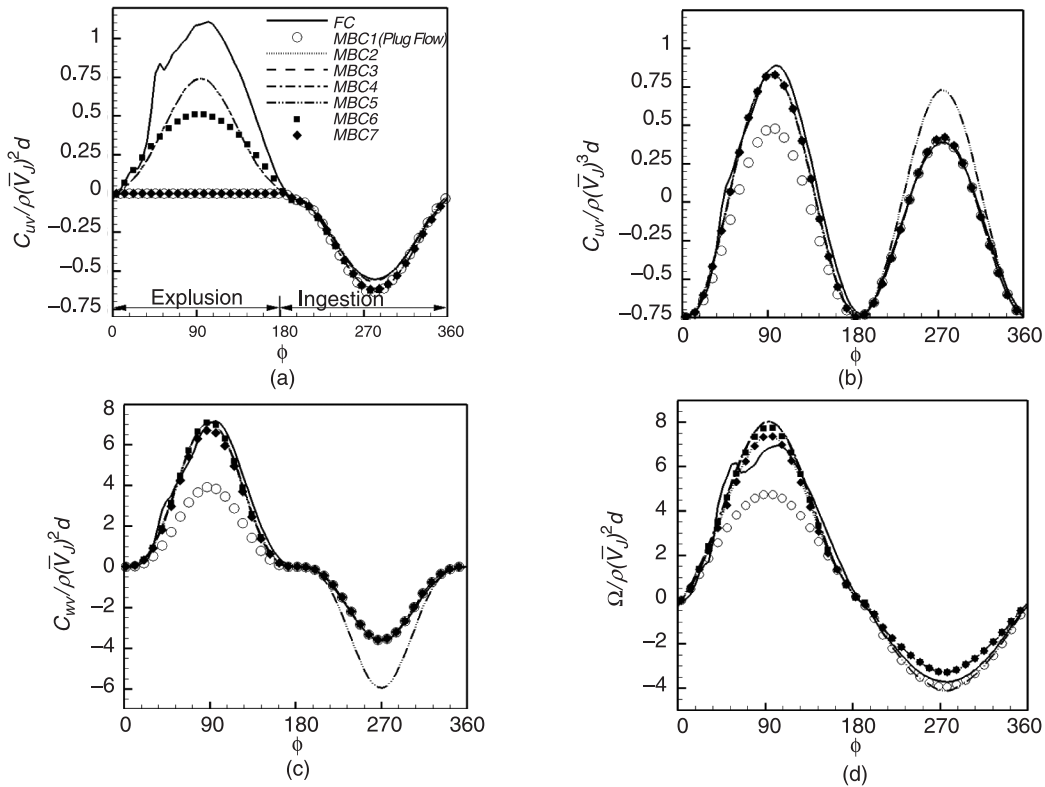 FC
MBC1(Plug Flow)
MBC2
MBC3
MBC4
MBC5
MBC6
MBC7
1
0.75
0.5
0.25
0
−0.25
−0.5
−0.75
C_uv/ρ(V̄_J)^2d
Explusion
Ingestion
0 90 180 270 360
ϕ
(a)
1
0.75
0.5
0.25
0
−0.25
−0.5
−0.75
C_uv/ρ(V̄_J)^3d
0 90 180 270 360
ϕ
(b)
8
6
4
2
0
−2
−4
−6
C_wv/ρ(V̄_J)^2d
0 90 180 270 360
ϕ
(c)
8
6
4
2
0
−2
−4
Ω/ρ(V̄_J)^2d
0 90 180 270 360
ϕ
(d)